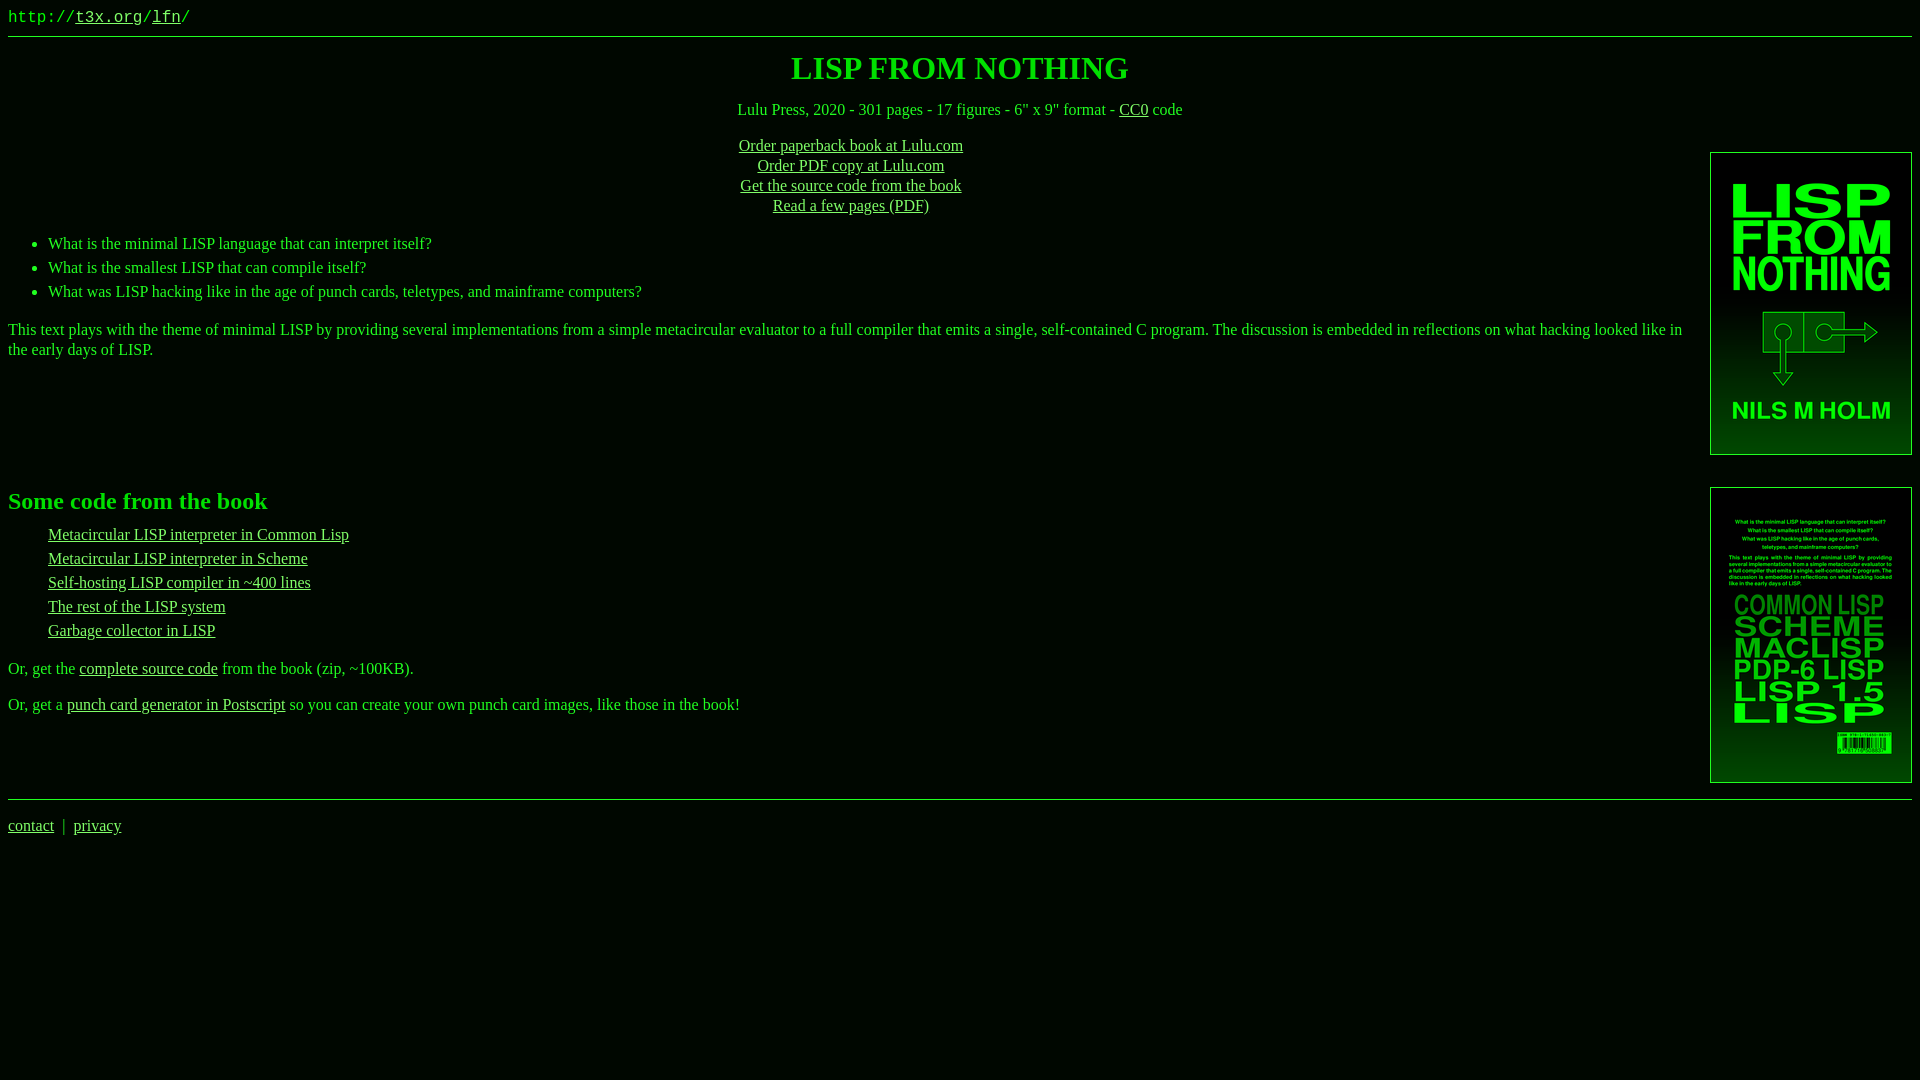 http://t3x.org/lfn/
LISP FROM NOTHING
Lulu Press, 2020 - 301 pages - 17 figures - 6" x 9" format - CC0 code
Order paperback book at Lulu.com
Order PDF copy at Lulu.com
Get the source code from the book
Read a few pages (PDF)
What is the minimal LISP language that can interpret itself?
What is the smallest LISP that can compile itself?
What was LISP hacking like in the age of punch cards, teletypes, and mainframe computers?
This text plays with the theme of minimal LISP by providing several implementations from a simple metacircular evaluator to a full compiler that emits a single, self-contained C program. The discussion is embedded in reflections on what hacking looked like in
the early days of LISP.
LISP
FROM
NOTHING
NILS M HOLM
Some code from the book
Metacircular LISP interpreter in Common Lisp
Metacircular LISP interpreter in Scheme
Self-hosting LISP compiler in ~400 lines
The rest of the LISP system
Garbage collector in LISP
Or, get the complete source code from the book (zip, ~100KB).
Or, get a punch card generator in Postscript so you can create your own punch card images, like those in the book!
What is the minimal LISP language that can interpret itself?
What is the smallest LISP that can compile itself?
What was LISP hacking like in the age of punch cards,
teletypes, and mainframe computers?
This text plays with the theme of minimal LISP by providing
several implementations from a simple metacircular evaluator to
a full compiler that emits a single, self-contained C program. The
discussion is embedded in reflections on what hacking looked
like in the early days of LISP.
COMMON LISP
SCHEME
MACLISP
PDP-6 LISP
LISP 1.5
LISP
contact | privacy